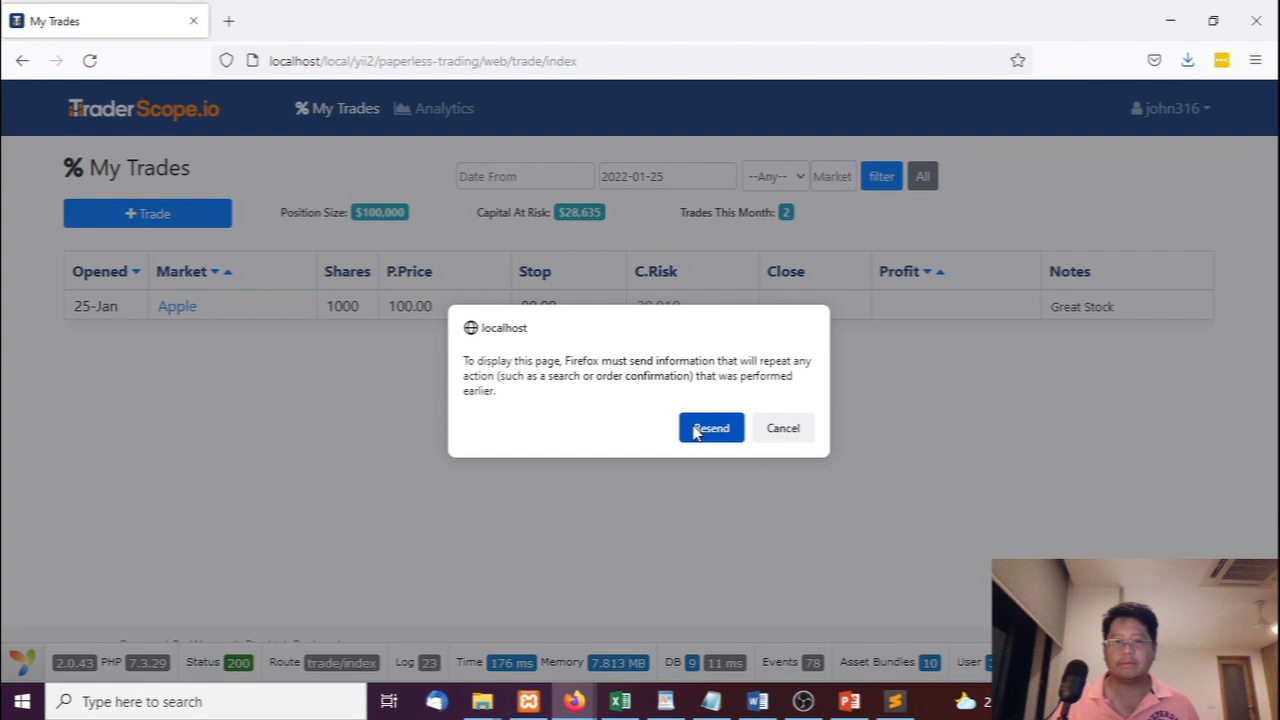 My Trades
localhost/local/yii2/paperless-trading/web/trade/index
TraderScope.io
My Trades
Analytics
john316
My Trades
Date From
2022-01-25
--Any--
Market
filter
All
Trade
Position Size: $100,000
Capital At Risk: $28,635
Trades This Month: 2
Opened Market Shares P.Price Stop C.Risk Close Profit Notes
25-Jan Apple 1000 100.00 Great Stock
localhost
To display this page, Firefox must send information that will repeat any
action (such as a search or order confirmation) that was performed
earlier.
Resend
Cancel
2.0.43 PHP 7.3.29 Status 200 Route trade/index Log 23 Time 176 ms Memory 7.813 MB DB 9 11 ms Events 78 Asset Bundles 10 User
Type here to search